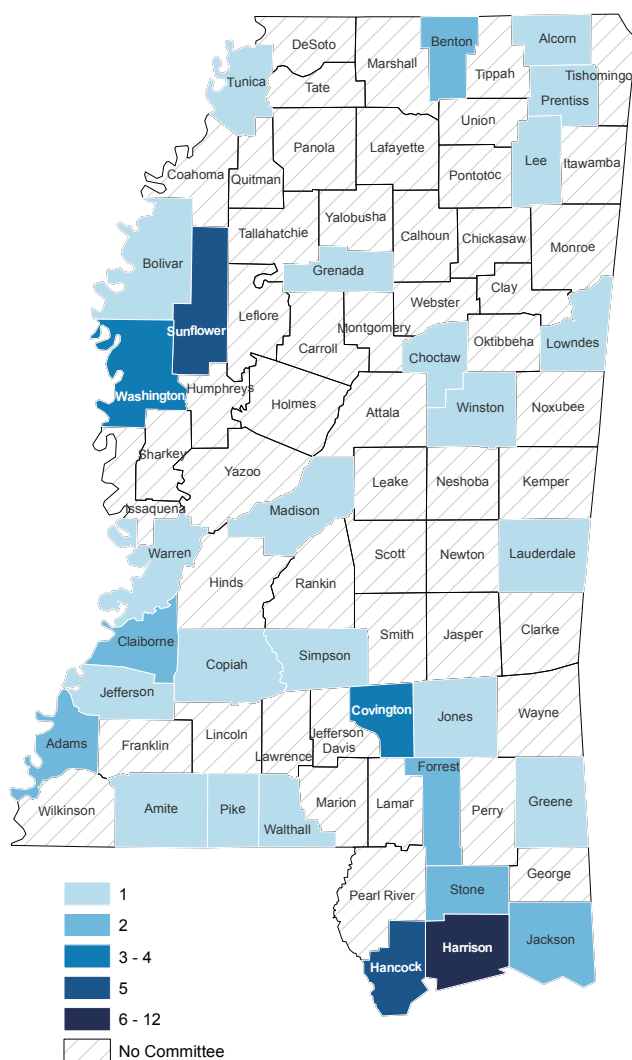 DeSoto
Benton
Alcorn
Marshall
Tippah
Tishomingo
Tunica
Tate
Prentiss
Union
Panola
Lafayette
Lee
Itawamba
Coahoma
Quitman
Pontotoc
Yalobusha
Tallahatchie
Calhoun
Chickasaw
Monroe
Bolivar
Grenada
Clay
Sunflower
Leflore
Webster
Montgomery
Carroll
Choctaw
Oktibbeha
Lowndes
Washington
Humphreys
Holmes
Attala
Winston
Noxubee
Sharkey
Yazoo
Leake
Neshoba
Kemper
Issaquena
Madison
Warren
Scott
Newton
Lauderdale
Hinds
Rankin
Claiborne
Smith
Jasper
Clarke
Copiah
Simpson
Jefferson
Covington
Jones
Wayne
Adams
Franklin
Lincoln
Lawrence
Jefferson
Davis
Forrest
Wilkinson
Amite
Pike
Walthall
Marion
Lamar
Perry
Greene
George
Pearl River
Stone
Hancock
Harrison
Jackson
1
2
3 - 4
5
6 - 12
No Committee